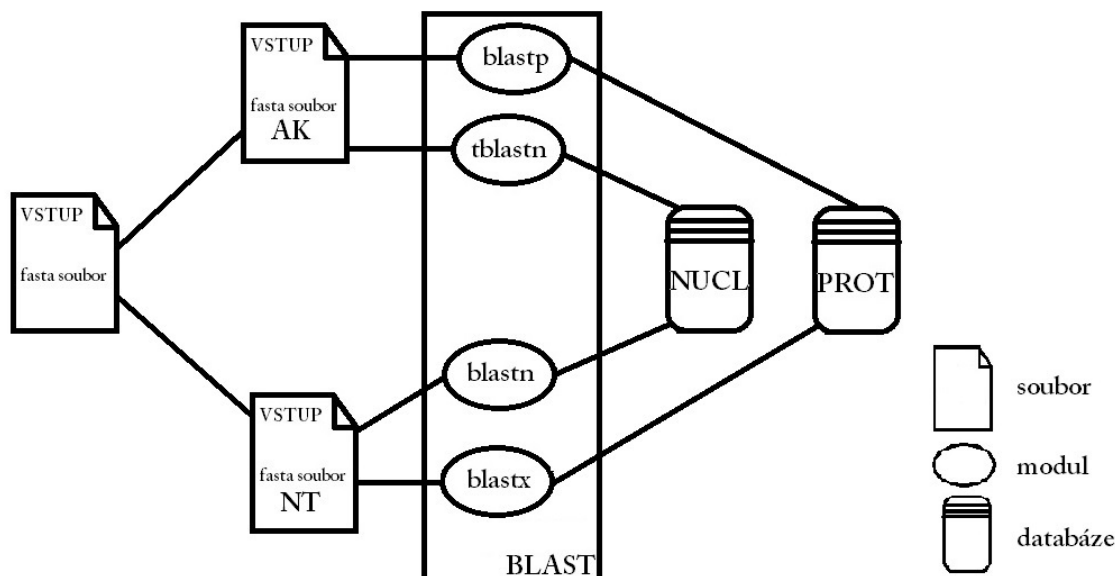 VSTUP
fasta soubor
VSTUP
fasta soubor
AK
VSTUP
fasta soubor
NT
blastp
tblastn
blastn
blastx
BLAST
NUCL
PROT
soubor
modul
databáze